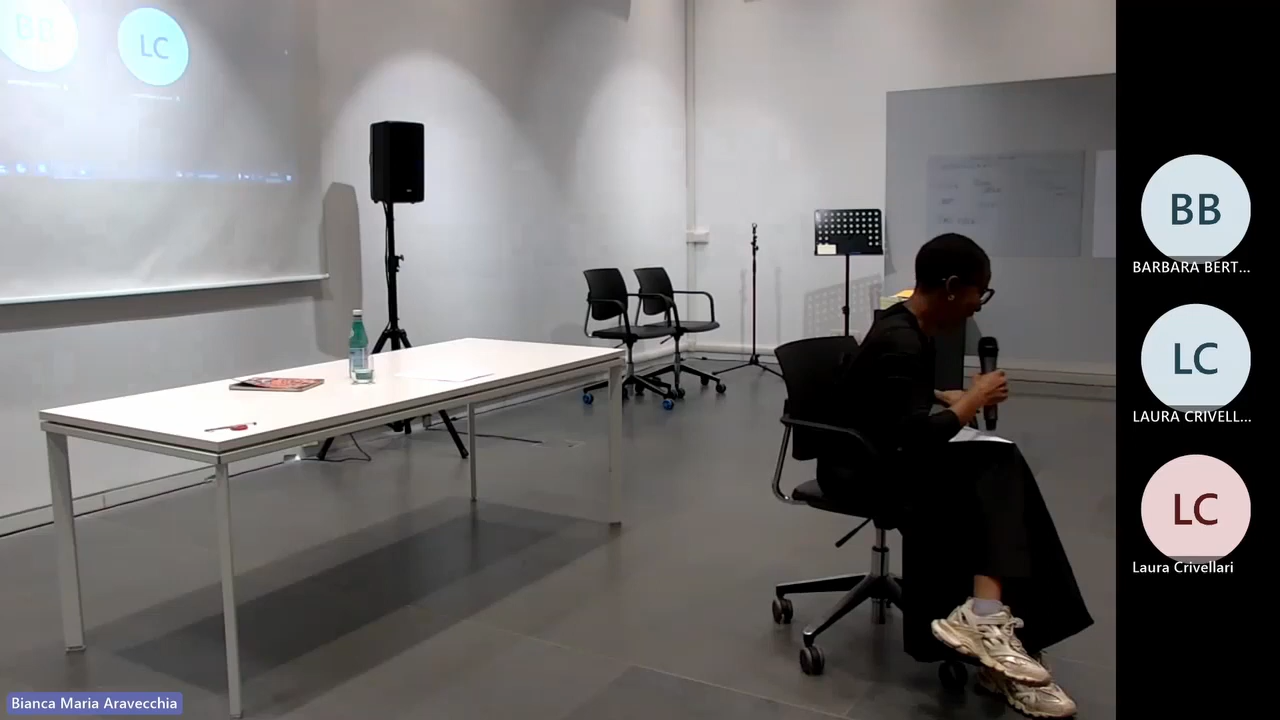 BB
LC
BB
BARBARA BERT...
LC
LAURA CRIVELL...
LC
Laura Crivellari
Bianca Maria Aravecchia